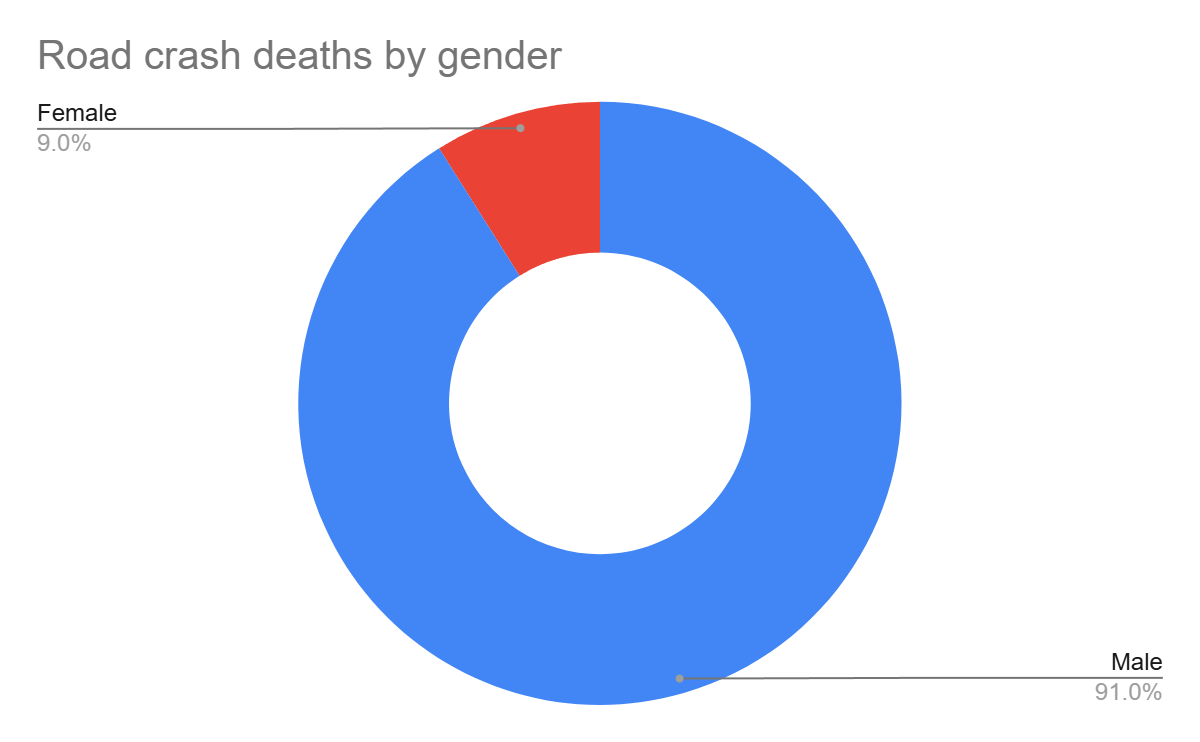 Road crash deaths by gender
Female
9.0%
Male
91.0%